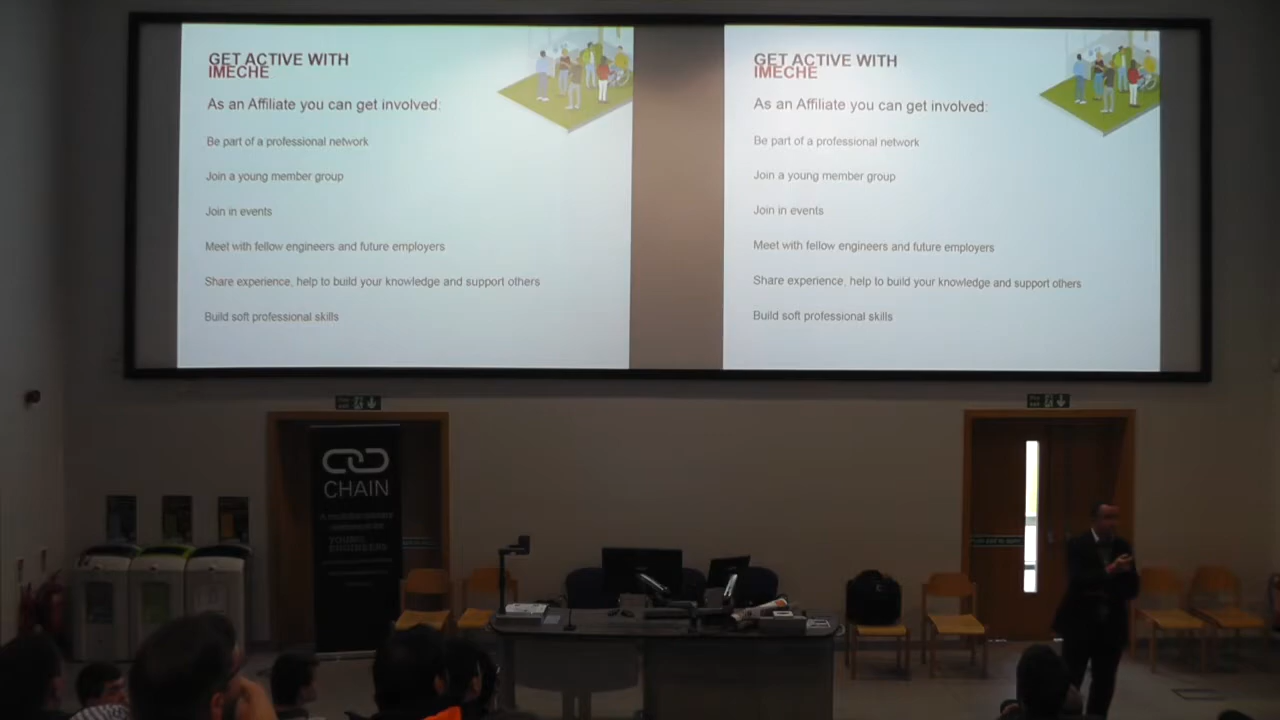 GET ACTIVE WITH
IMECHE
As an Affiliate you can get involved:
Be part of a professional network
Join a young member group
Join in events
Meet with fellow engineers and future employers
Share experience, help to build your knowledge and support others
Build soft professional skills
GET ACTIVE WITH
IMECHE
As an Affiliate you can get involved:
Be part of a professional network
Join a young member group
Join in events
Meet with fellow engineers and future employers
Share experience, help to build your knowledge and support others
Build soft professional skills
CHAIN
YOUNG
ENGINEERS